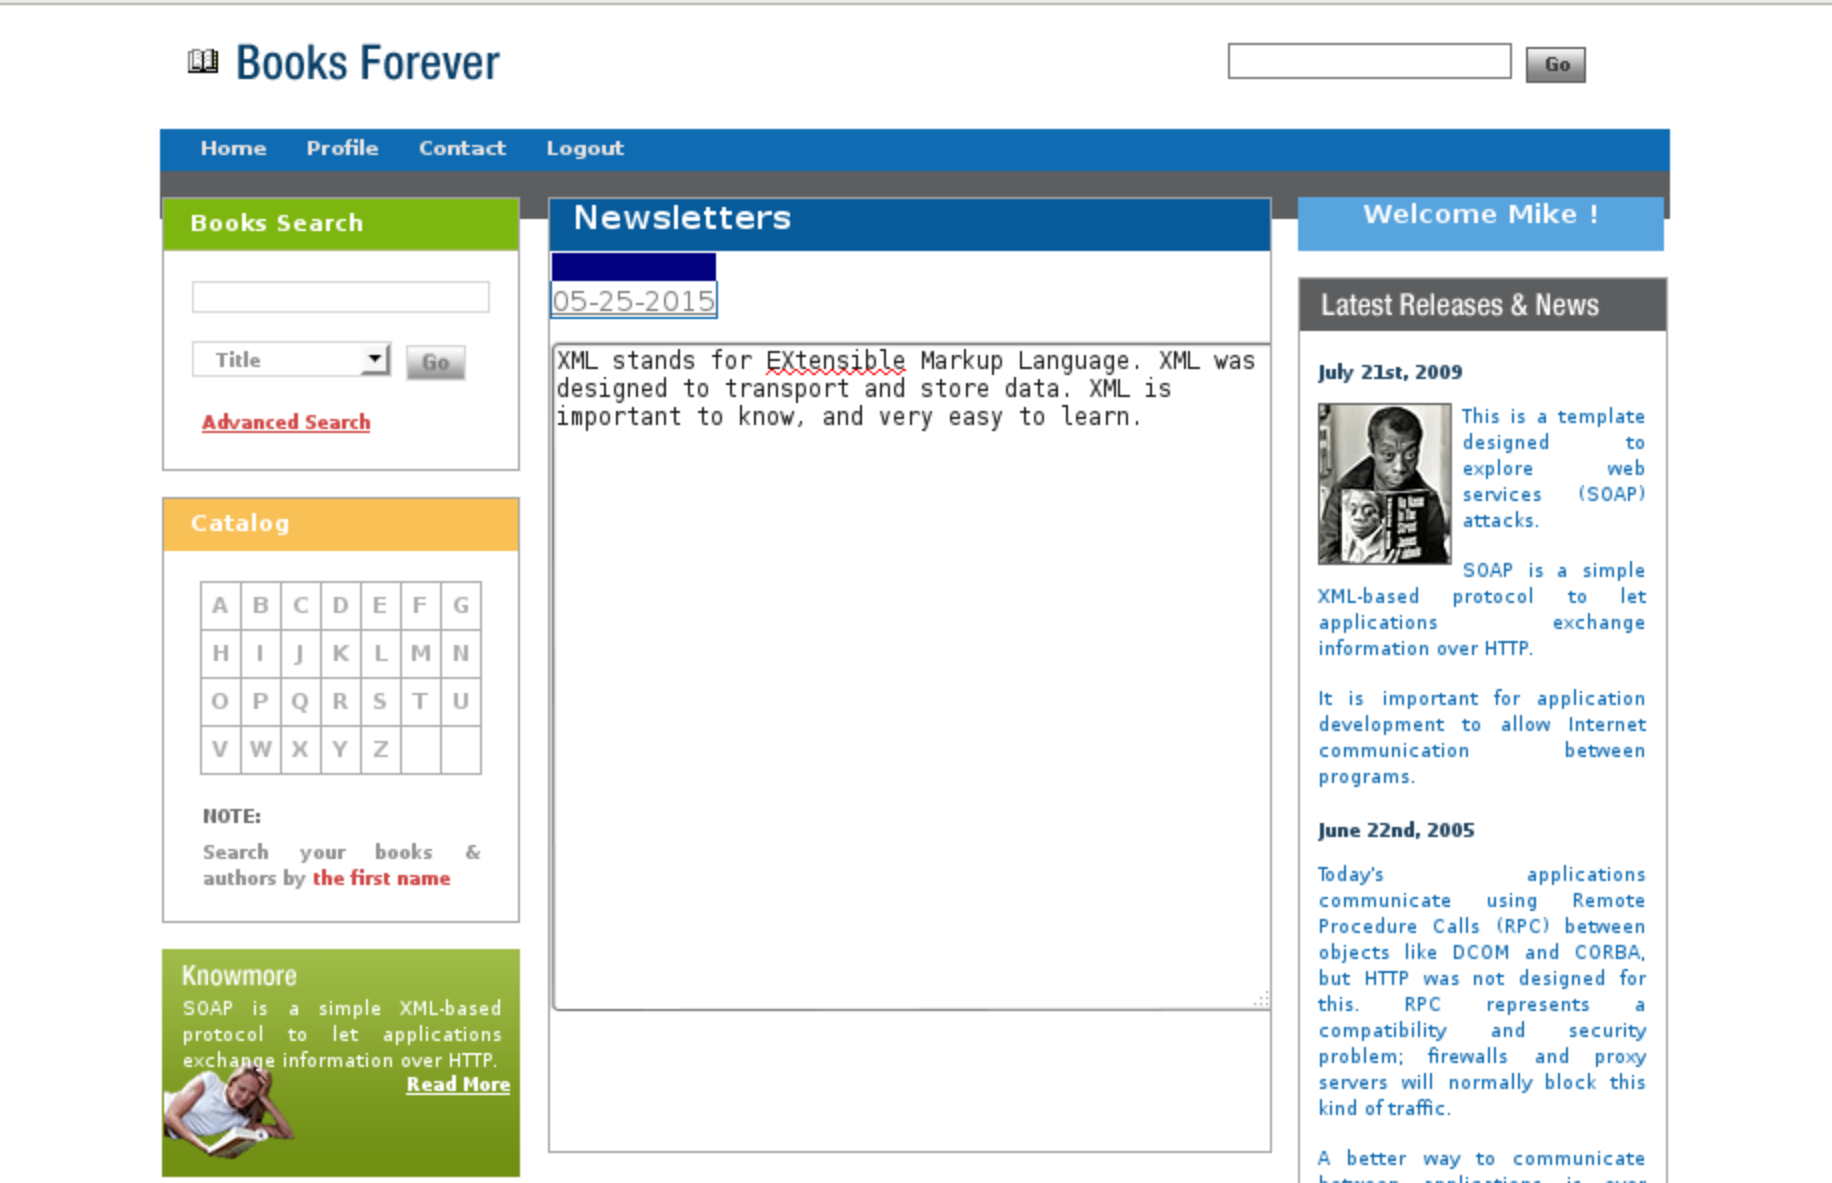 Books Forever
Go
Home Profile Contact Logout
Books Search
Title
Go
Advanced Search
Catalog
A B C D E F G
H I J K L M N
O P Q R S T U
V W X Y Z
NOTE:
Search your books &
authors by the first name
Knowmore
SOAP is a simple XML-based
protocol to let applications
exchange information over HTTP.
Read More
Newsletters
05-25-2015
XML stands for EXtensible Markup Language. XML was
designed to transport and store data. XML is
important to know, and very easy to learn.
Welcome Mike !
Latest Releases & News
July 21st, 2009
This is a template
designed to
explore web
services (SOAP)
attacks.
SOAP is a simple
XML-based protocol to let
applications exchange
information over HTTP.
It is important for application
development to allow Internet
communication between
programs.
June 22nd, 2005
Today's applications
communicate using Remote
Procedure Calls (RPC) between
objects like DCOM and CORBA,
but HTTP was not designed for
this. RPC represents a
compatibility and security
problem; firewalls and proxy
servers will normally block this
kind of traffic.
A better way to communicate
between applications is over